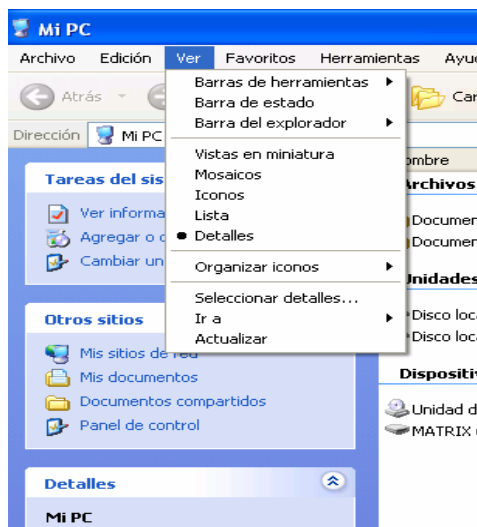 Mi PC
Archivo Edición Ver Favoritos Herramientas Ayu
Atrás Car
Dirección Mi PC
Barras de herramientas
Barra de estado
Barra del explorador
Vistas en miniatura
Mosaicos
Iconos
Lista
Detalles
Organizar iconos
Seleccionar detalles...
Ir a
Actualizar
Tareas del sis
Ver informa
Agregar o c
Cambiar un
Otros sitios
Mis sitios de red
Mis documentos
Documentos compartidos
Panel de control
Detalles
Mi PC
ombre
Archivos
Documen
Documen
Unidades
Disco loca
Disco loca
Dispositiv
Unidad d
MATRIX